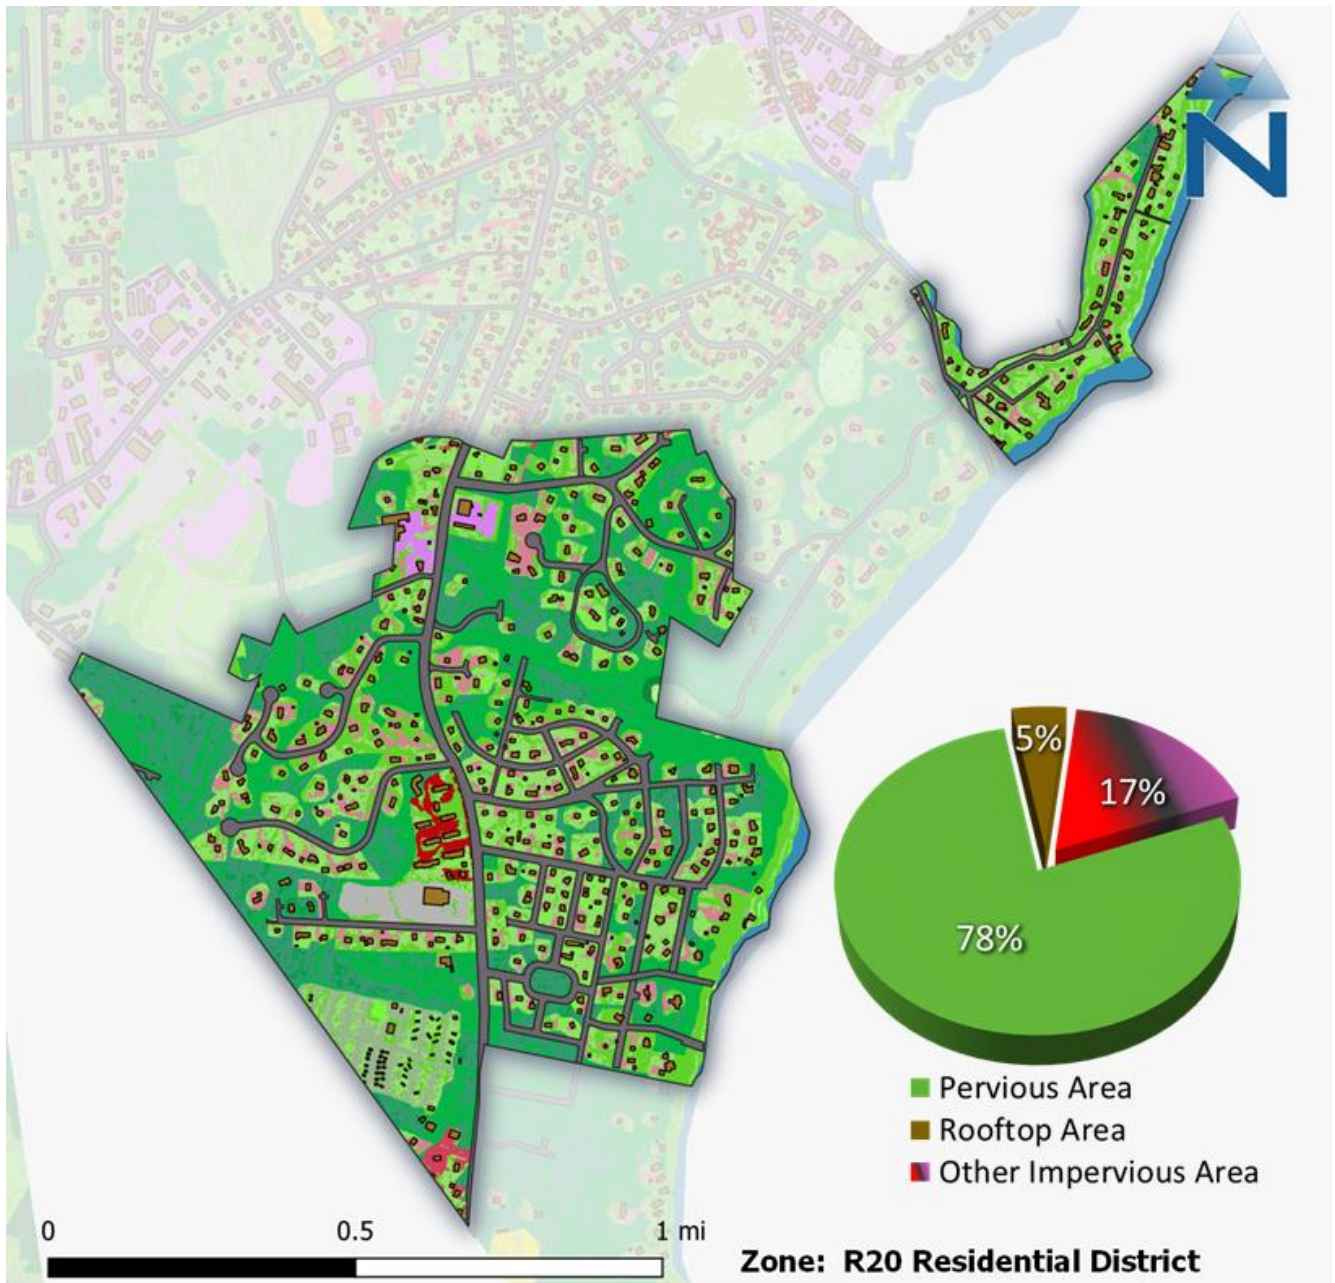 N
5%
17%
78%
Pervious Area
Rooftop Area
Other Impervious Area
0 0.5 1 mi
Zone: R20 Residential District